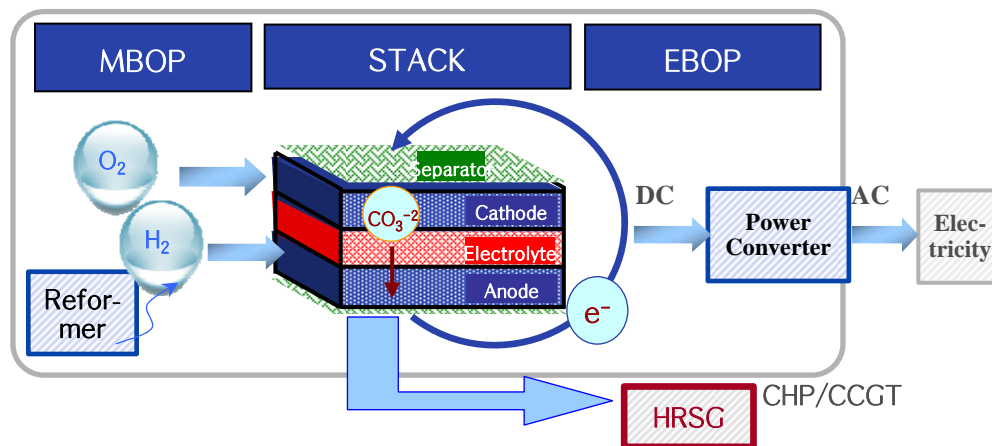 MBOP
STACK
EBOP
O₂
H₂
Refor-
mer
Separator
CO₃⁻²
Cathode
Electrolyte
Anode
e⁻
DC
Power
Converter
AC
Elec-
tricity
HRSG
CHP/CCGT